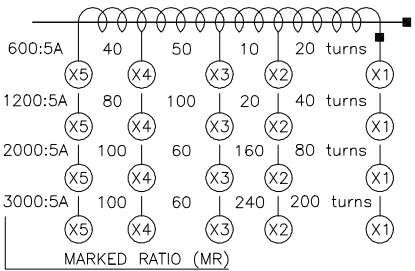 600:5A 40 50 10 20 turns
X5 X4 X3 X2 X1
1200:5A 80 100 20 40 turns
X5 X4 X3 X2 X1
2000:5A 100 60 160 80 turns
X5 X4 X3 X2 X1
3000:5A 100 60 240 200 turns
X5 X4 X3 X2 X1
MARKED RATIO (MR)